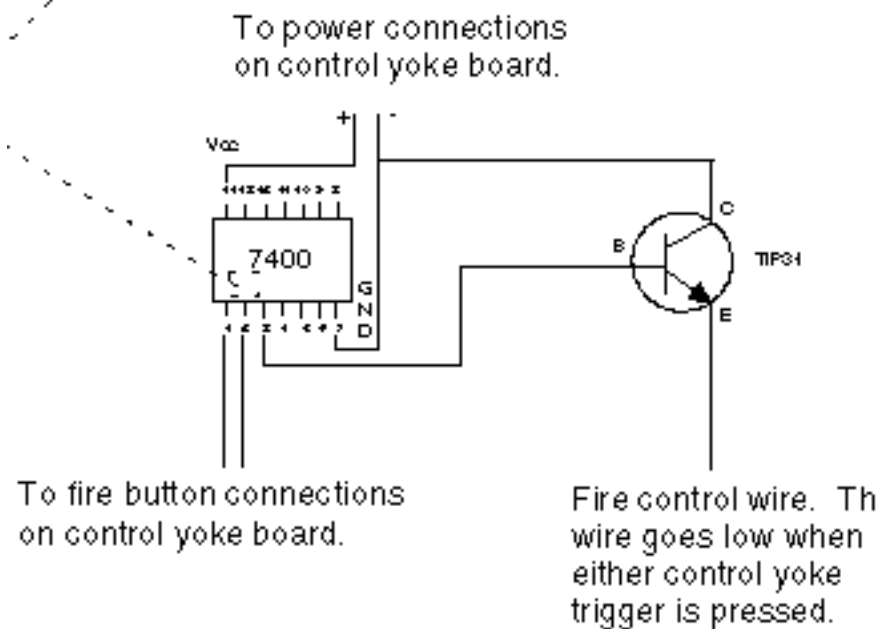 To power connections
on control yoke board.
+ -
Vcc
7400
G
N
D
B
C
TIP31
E
To fire button connections
on control yoke board.
Fire control wire. Th
wire goes low when
either control yoke
trigger is pressed.